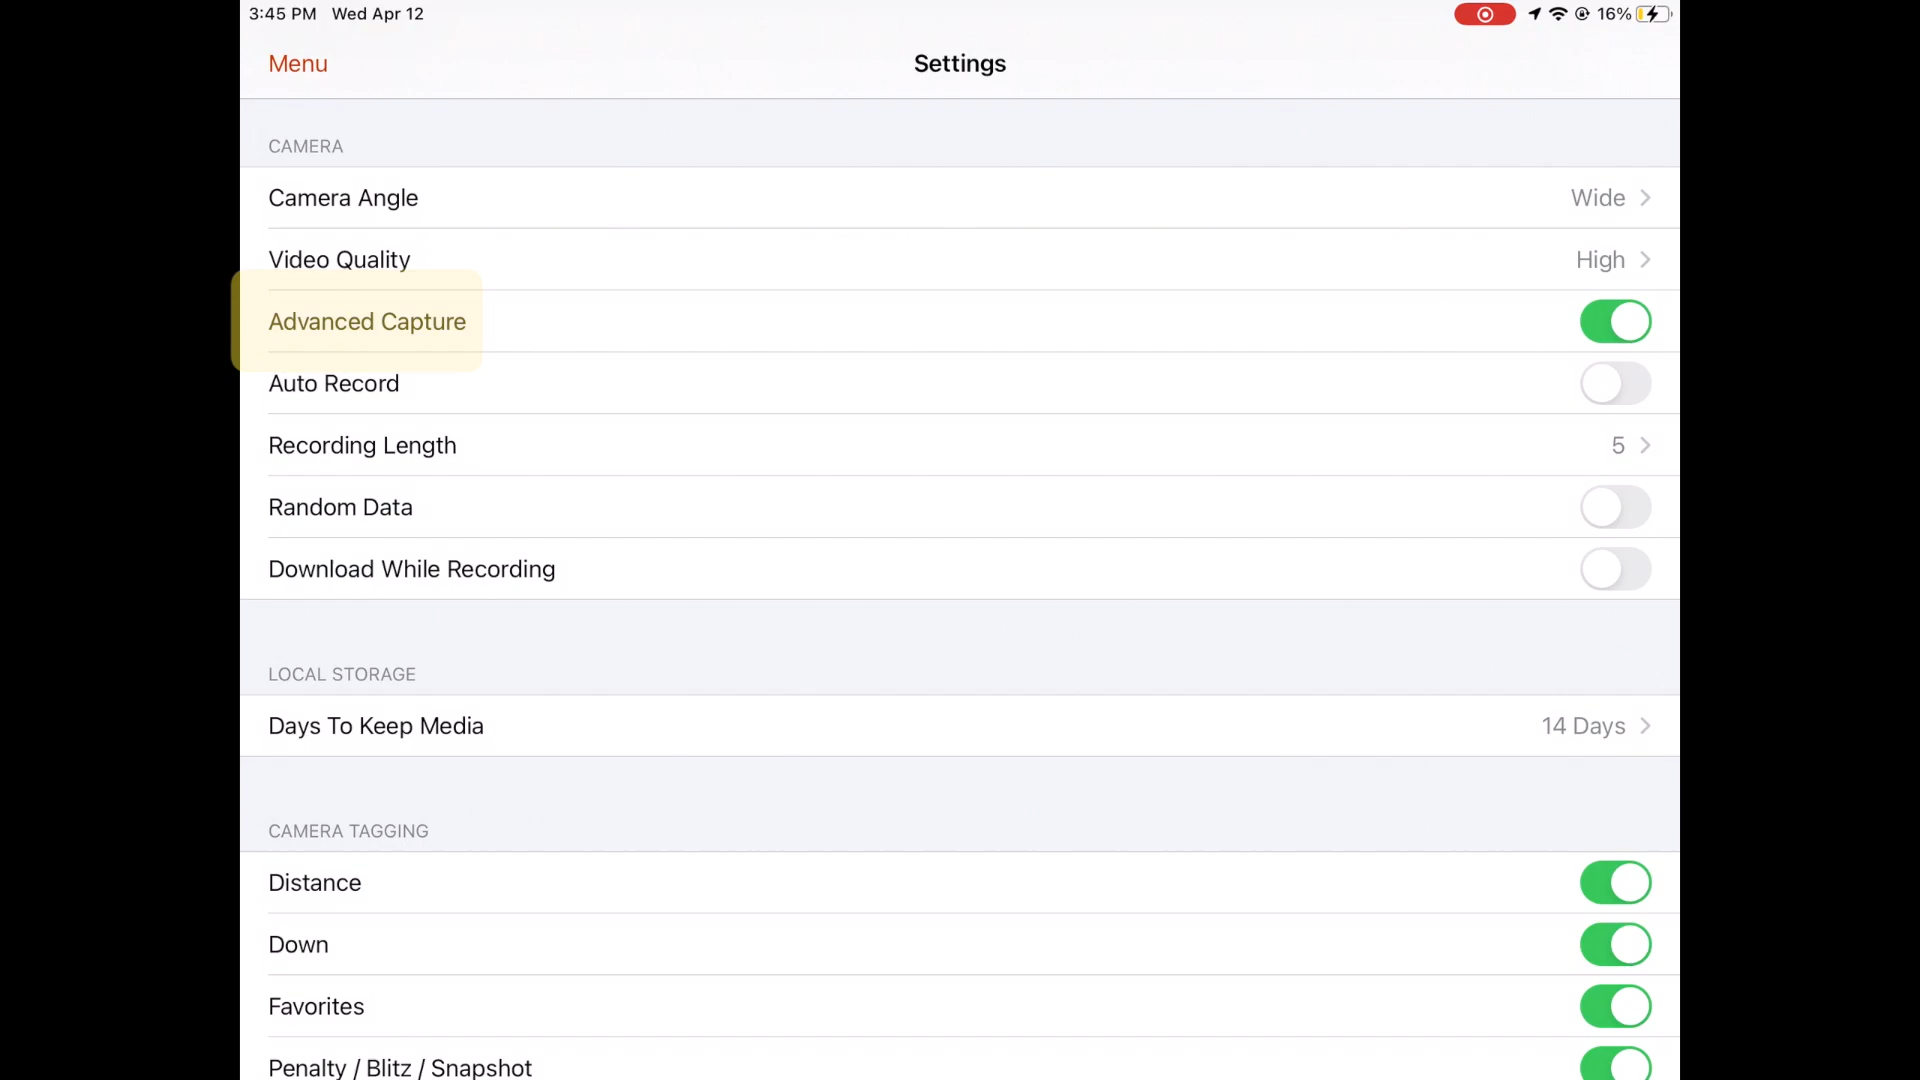 3:45 PM Wed Apr 12 16%
Menu Settings
CAMERA
Camera Angle Wide
Video Quality High
Advanced Capture
Auto Record
Recording Length 5
Random Data
Download While Recording
LOCAL STORAGE
Days To Keep Media 14 Days
CAMERA TAGGING
Distance
Down
Favorites
Penalty / Blitz / Snapshot